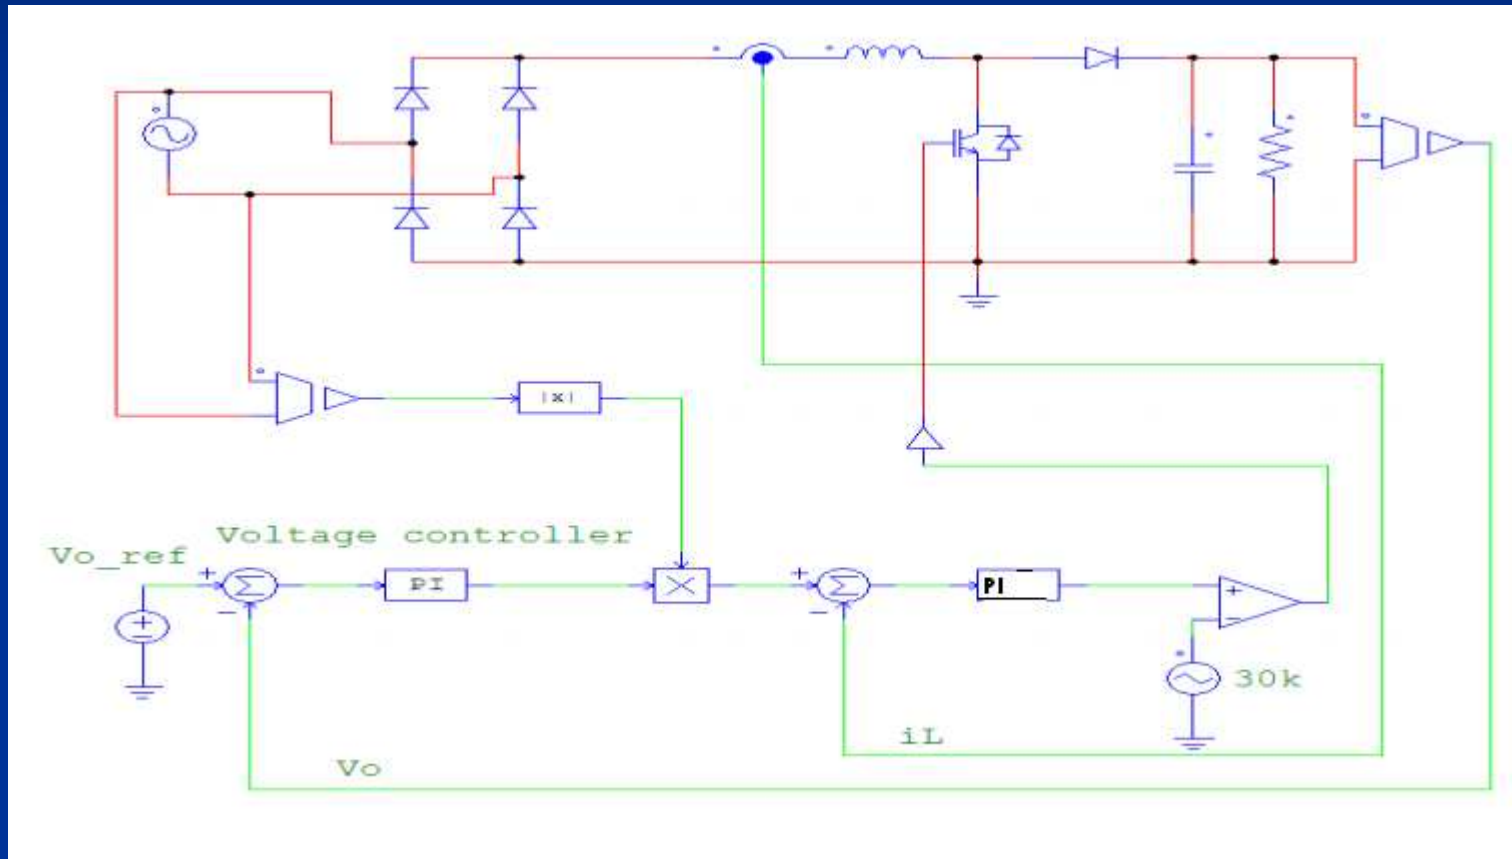 |x|
Voltage controller
Vo_ref
PI
PI
30k
iL
Vo